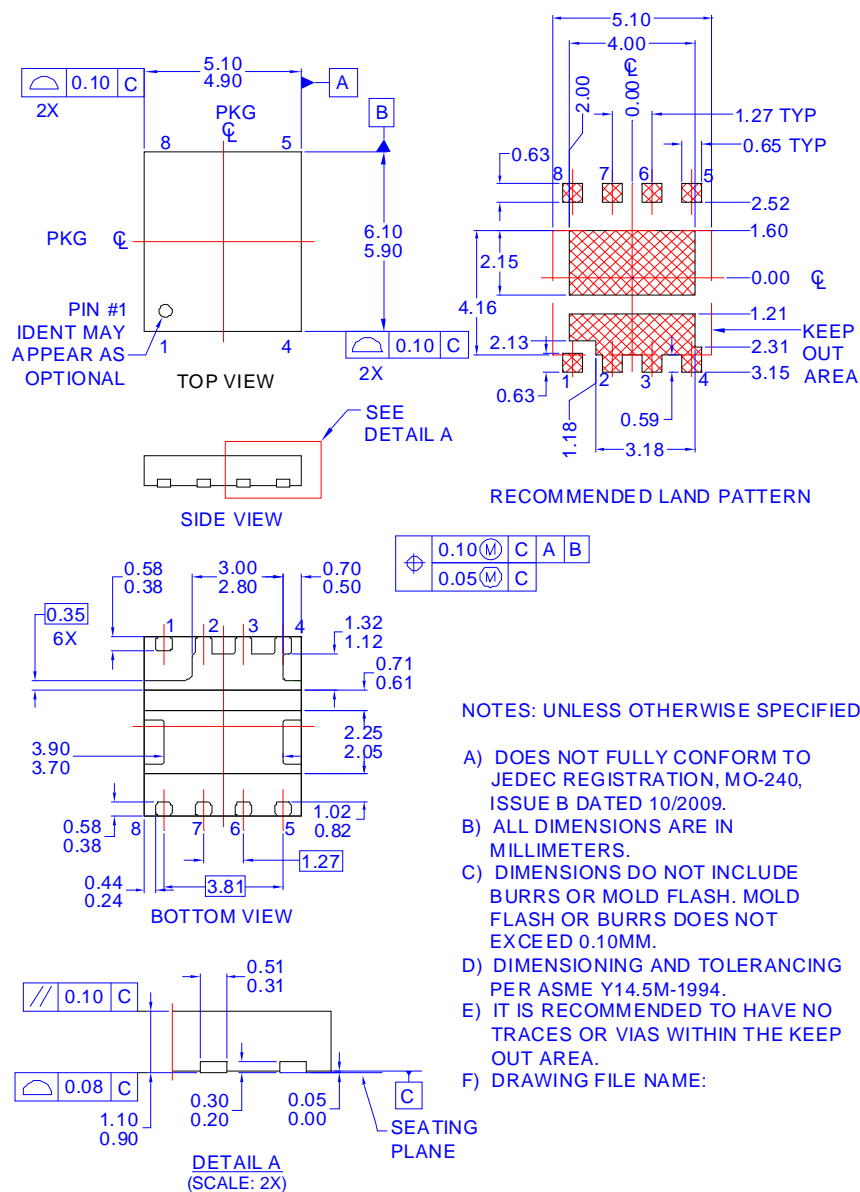 5.10
4.90
0.10 C
2X
A
PKG
CL
B
8
5
PKG CL
6.10
5.90
PIN #1
IDENT MAY
APPEAR AS
OPTIONAL
1
4
0.10 C
2X
TOP VIEW
5.10
4.00
CL
2.00
0.00
1.27 TYP
0.65 TYP
0.63
8
7
6
5
2.52
1.60
2.15
0.00 CL
4.16
1.21
2.13
KEEP
OUT
AREA
2.31
3.15
1
2
3
4
0.63
0.59
1.18
3.18
RECOMMENDED LAND PATTERN
SEE
DETAIL A
SIDE VIEW
0.10 M C A B
0.05 M C
0.58
0.38
3.00
2.80
0.70
0.50
0.35
6X
1
2
3
4
1.32
1.12
0.71
0.61
3.90
3.70
2.25
2.05
0.58
0.38
8
7
6
5
1.02
0.82
1.27
0.44
0.24
3.81
BOTTOM VIEW
0.51
0.31
// 0.10 C
0.08 C
1.10
0.90
0.30
0.20
0.05
0.00
C
SEATING
PLANE
DETAIL A
(SCALE: 2X)
NOTES: UNLESS OTHERWISE SPECIFIED
A) DOES NOT FULLY CONFORM TO
JEDEC REGISTRATION, MO-240,
ISSUE B DATED 10/2009.
B) ALL DIMENSIONS ARE IN
MILLIMETERS.
C) DIMENSIONS DO NOT INCLUDE
BURRS OR MOLD FLASH. MOLD
FLASH OR BURRS DOES NOT
EXCEED 0.10MM.
D) DIMENSIONING AND TOLERANCING
PER ASME Y14.5M-1994.
E) IT IS RECOMMENDED TO HAVE NO
TRACES OR VIAS WITHIN THE KEEP
OUT AREA.
F) DRAWING FILE NAME: